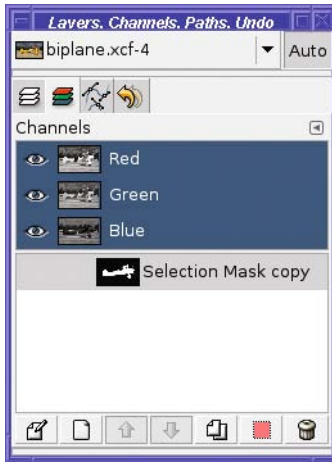 Layers. Channels. Paths. Undo
biplane.xcf-4 Auto
Channels
Red
Green
Blue
Selection Mask copy